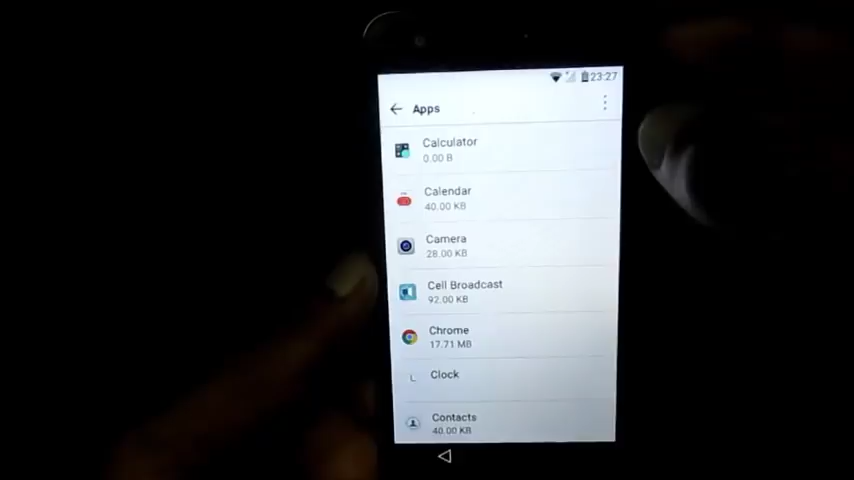 23:27
Apps
Calculator
0.00 B
Calendar
40.00 KB
Camera
28.00 KB
Cell Broadcast
92.00 KB
Chrome
17.71 MB
Clock
Contacts
40.00 KB